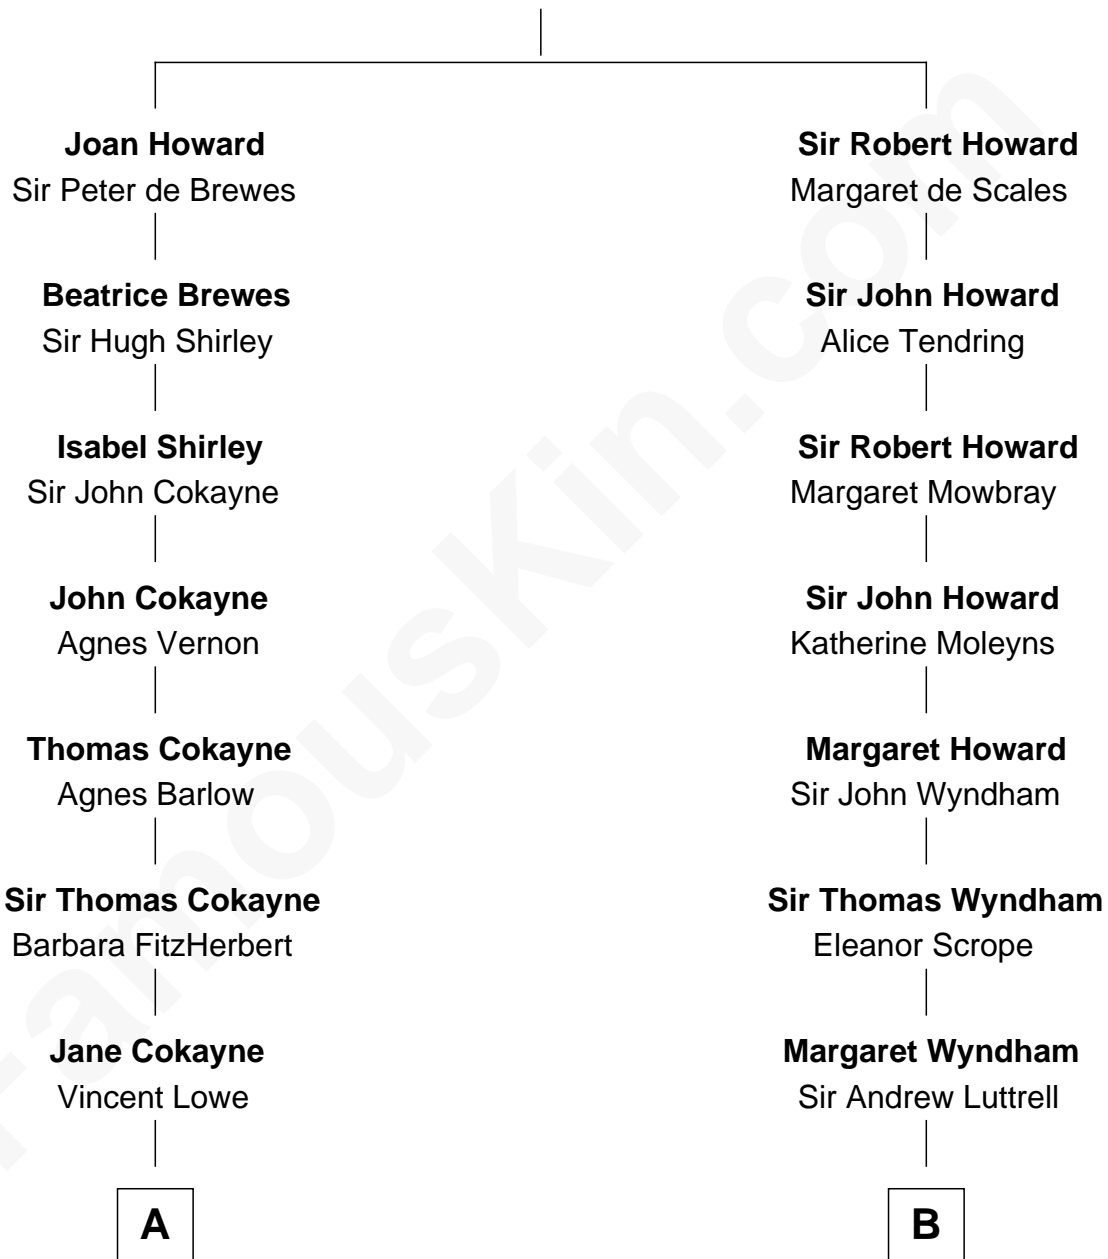 Joan Howard
Sir Peter de Brewes
Beatrice Brewes
Sir Hugh Shirley
Isabel Shirley
Sir John Cokayne
John Cokayne
Agnes Vernon
Thomas Cokayne
Agnes Barlow
Sir Thomas Cokayne
Barbara FitzHerbert
Jane Cokayne
Vincent Lowe
A
Sir Robert Howard
Margaret de Scales
Sir John Howard
Alice Tendring
Sir Robert Howard
Margaret Mowbray
Sir John Howard
Katherine Moleyns
Margaret Howard
Sir John Wyndham
Sir Thomas Wyndham
Eleanor Scrope
Margaret Wyndham
Sir Andrew Luttrell
B
FamousKin.com